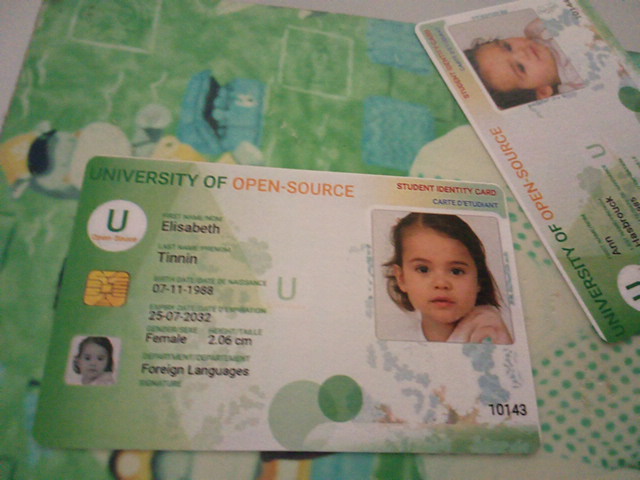 UNIVERSITY OF OPEN-SOURCE
STUDENT IDENTITY CARD
CARTE D'ETUDIANT
U
Open-Source
FIRST NAME/NOM
Elisabeth
LAST NAME/PRENOM
Tinnin
BIRTH DATE/DATE DE NAISSANCE
07-11-1988
EXPIRY DATE/DATE D'EXPIRATION
25-07-2032
GENDER/SEXE HEIGHT/TAILLE
Female 2.06 cm
DEPARTMENT/DEPARTEMENT
Foreign Languages
SIGNATURE
U
10143
UNIVERSITY OF OPEN-SOURCE
STUDENT IDENTITY CARD
Ann
U